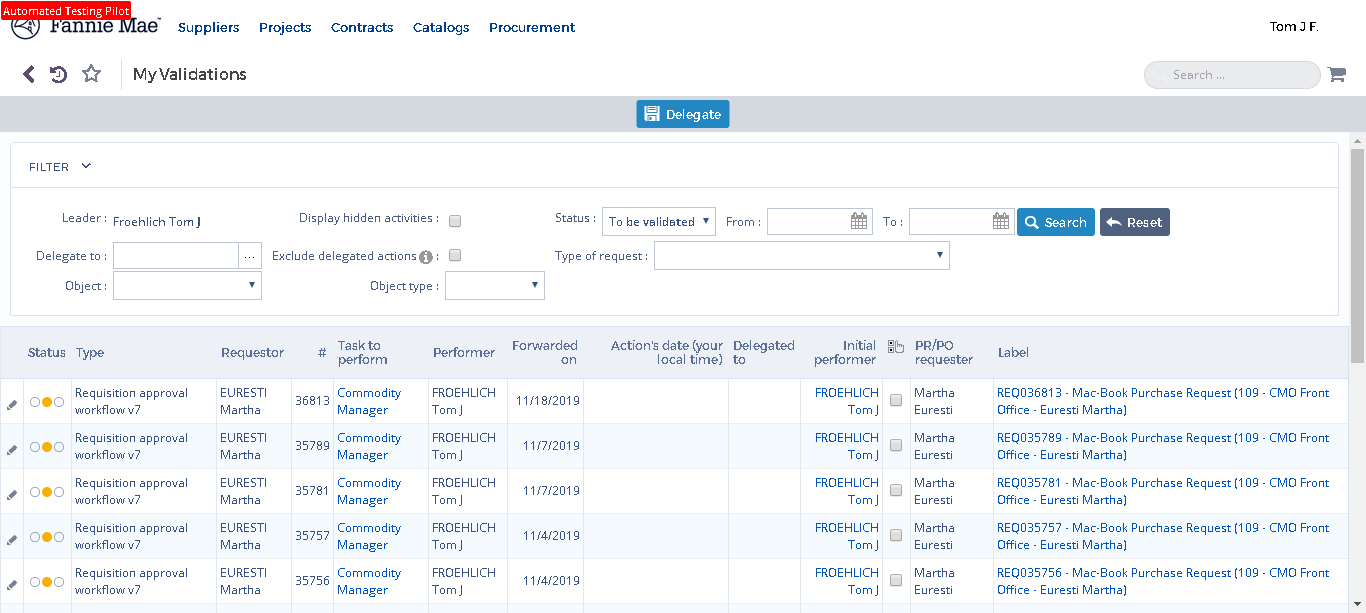 Automated Testing Pilot
Fannie Mae
Suppliers Projects Contracts Catalogs Procurement
Tom J F.
My Validations
Search ...
Delegate
FILTER
Leader : Froehlich Tom J Display hidden activities : Status : To be validated From : To : Search Reset
Delegate to : ... Exclude delegated actions i : Type of request :
Object : Object type :
Status Type Requestor # Task to perform Performer Forwarded on Action's date (your local time) Delegated to Initial performer PR/PO requester Label
Requisition approval EURESTI 36813 Commodity FROEHLICH 11/18/2019 FROEHLICH Martha REQ036813 - Mac-Book Purchase Request (109 - CMO Front
workflow v7 Martha Manager Tom J Tom J Euresti Office - Euresti Martha)
Requisition approval EURESTI 35789 Commodity FROEHLICH 11/7/2019 FROEHLICH Martha REQ035789 - Mac-Book Purchase Request (109 - CMO Front
workflow v7 Martha Manager Tom J Tom J Euresti Office - Euresti Martha)
Requisition approval EURESTI 35781 Commodity FROEHLICH 11/7/2019 FROEHLICH Martha REQ035781 - Mac-Book Purchase Request (109 - CMO Front
workflow v7 Martha Manager Tom J Tom J Euresti Office - Euresti Martha)
Requisition approval EURESTI 35757 Commodity FROEHLICH 11/4/2019 FROEHLICH Martha REQ035757 - Mac-Book Purchase Request (109 - CMO Front
workflow v7 Martha Manager Tom J Tom J Euresti Office - Euresti Martha)
Requisition approval EURESTI 35756 Commodity FROEHLICH 11/4/2019 FROEHLICH Martha REQ035756 - Mac-Book Purchase Request (109 - CMO Front
workflow v7 Martha Manager Tom J Tom J Euresti Office - Euresti Martha)